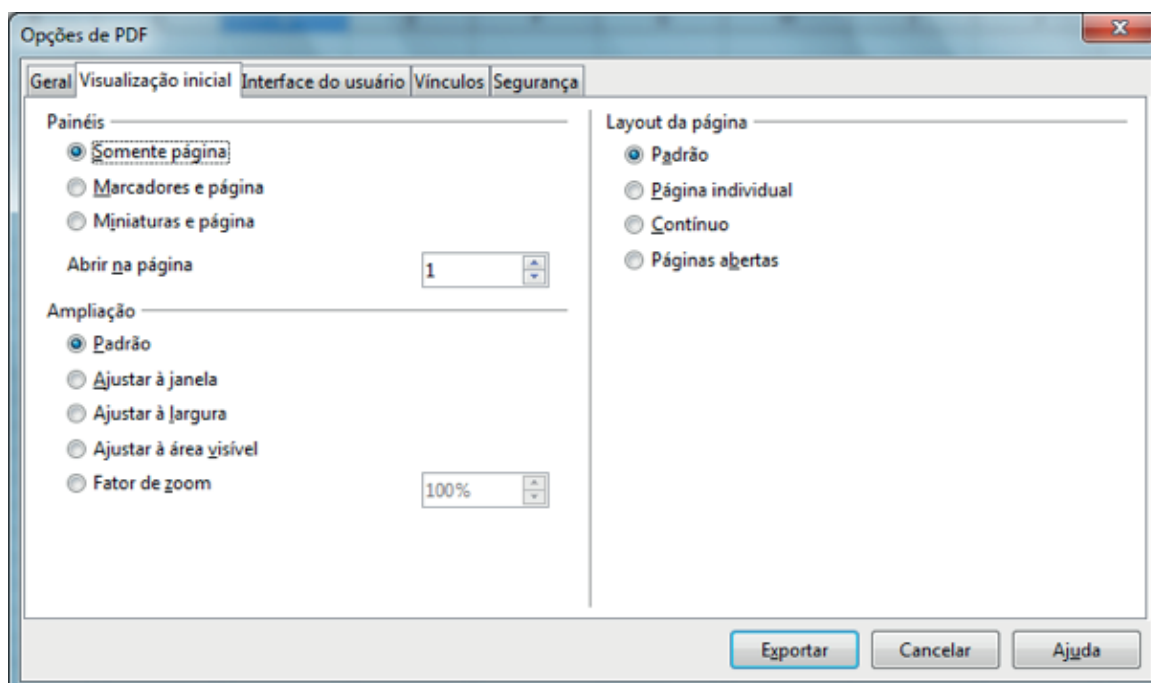 Opções de PDF
Geral Visualização inicial Interface do usuário Vínculos Segurança
Painéis
Somente página
Marcadores e página
Miniaturas e página
Abrir na página 1
Ampliação
Padrão
Ajustar à janela
Ajustar à largura
Ajustar à área visível
Fator de zoom 100%
Layout da página
Padrão
Página individual
Contínuo
Páginas abertas
Exportar Cancelar Ajuda